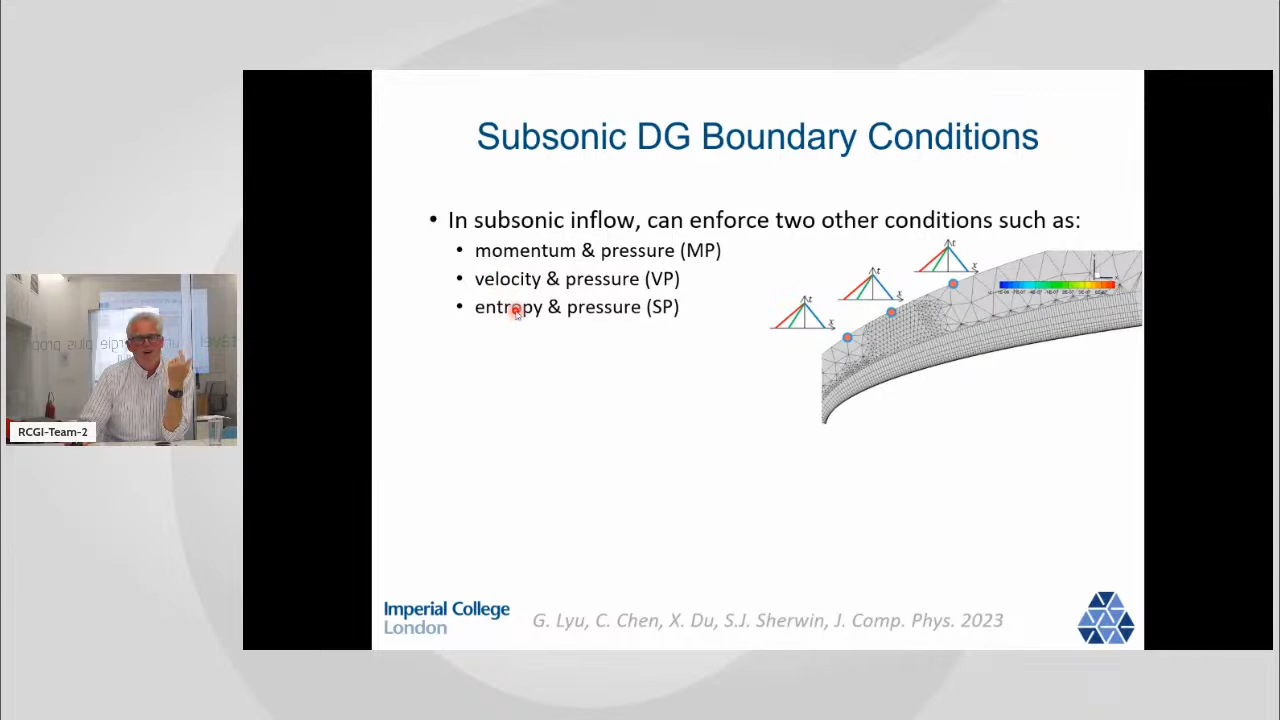 Subsonic DG Boundary Conditions
• In subsonic inflow, can enforce two other conditions such as:
• momentum & pressure (MP)
• velocity & pressure (VP)
• entropy & pressure (SP)
t
x
t
x
t
x
RCGI-Team-2
Imperial College
London
G. Lyu, C. Chen, X. Du, S.J. Sherwin, J. Comp. Phys. 2023